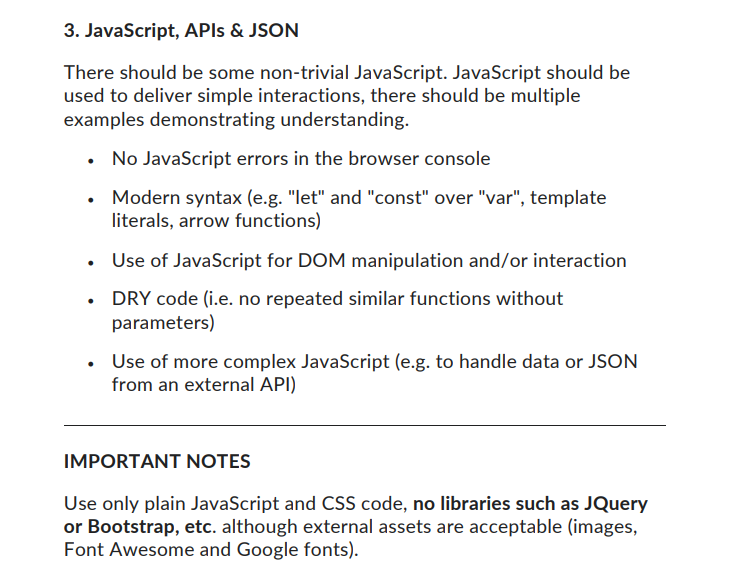 3. JavaScript, APIs & JSON
There should be some non-trivial JavaScript. JavaScript should be
used to deliver simple interactions, there should be multiple
examples demonstrating understanding.
• No JavaScript errors in the browser console
• Modern syntax (e.g. "let" and "const" over "var", template
literals, arrow functions)
• Use of JavaScript for DOM manipulation and/or interaction
• DRY code (i.e. no repeated similar functions without
parameters)
• Use of more complex JavaScript (e.g. to handle data or JSON
from an external API)
IMPORTANT NOTES
Use only plain JavaScript and CSS code, no libraries such as JQuery
or Bootstrap, etc. although external assets are acceptable (images,
Font Awesome and Google fonts).